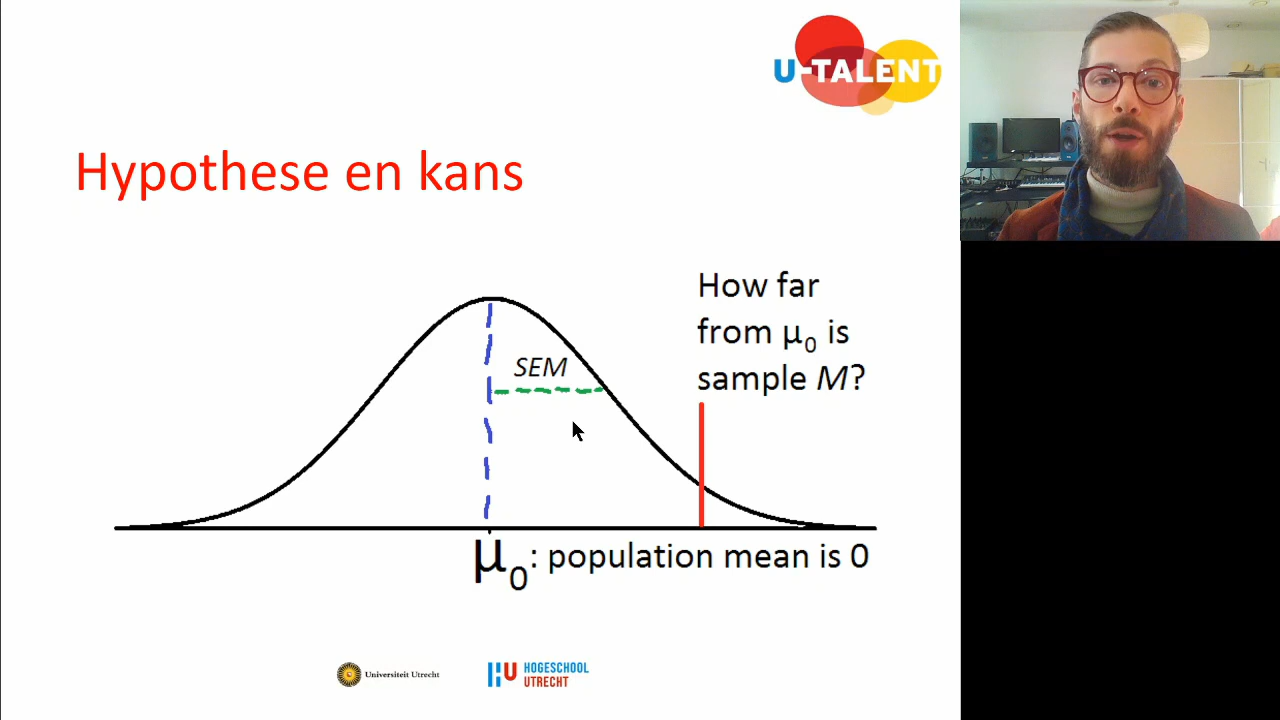 U-TALENT
Hypothese en kans
How far
from μ0 is
sample M?
SEM
μ0: population mean is 0
Universiteit Utrecht
HU HOGESCHOOL
UTRECHT